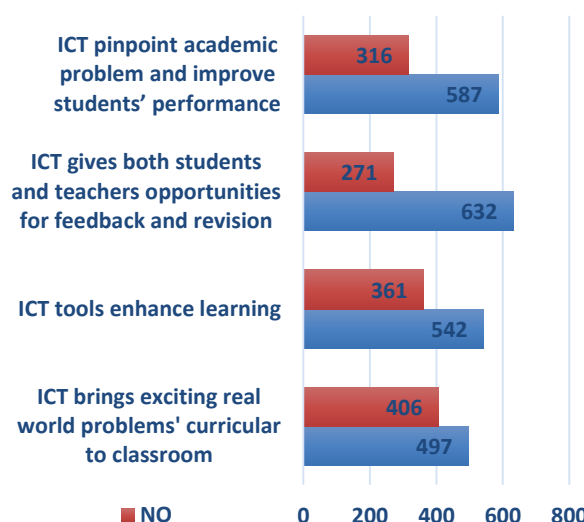 ICT pinpoint academic
problem and improve
students’ performance
316
587
ICT gives both students
and teachers opportunities
for feedback and revision
271
632
ICT tools enhance learning
361
542
ICT brings exciting real
world problems' curricular
to classroom
406
497
NO
0 200 400 600 800